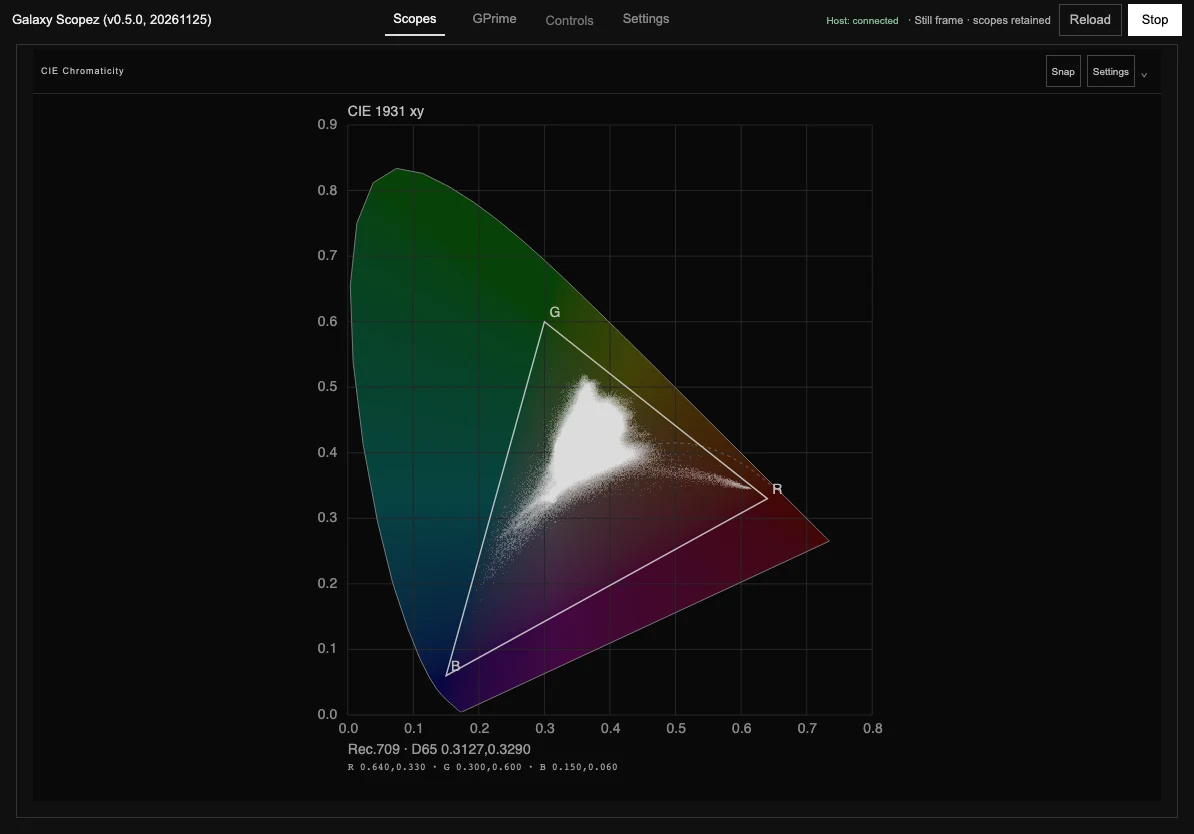 Galaxy Scopez (v0.5.0, 20261125)
Scopes
GPrime
Controls
Settings
Host: connected · Still frame · scopes retained
Reload
Stop
CIE Chromaticity
Snap
Settings
CIE 1931 xy
0.9
0.8
0.7
0.6
0.5
0.4
0.3
0.2
0.1
0.0
G
R
B
0.0 0.1 0.2 0.3 0.4 0.5 0.6 0.7 0.8
Rec.709 · D65 0.3127,0.3290
R 0.640,0.330 · G 0.300,0.600 · B 0.150,0.060